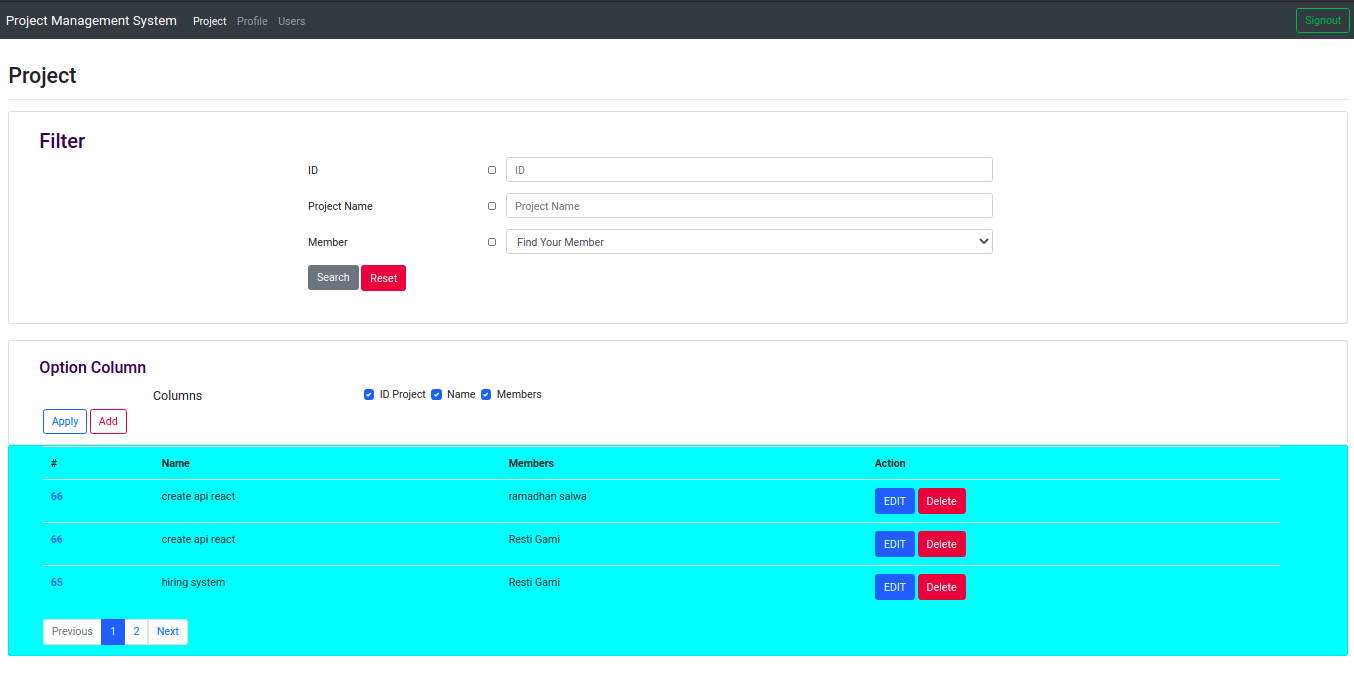 Project Management System Project Profile Users Signout
Project
Filter
ID ID
Project Name Project Name
Member Find Your Member
Search Reset
Option Column
Columns ID Project Name Members
Apply Add
# Name Members Action
66 create api react ramadhan salwa EDIT Delete
66 create api react Resti Gami EDIT Delete
65 hiring system Resti Gami EDIT Delete
Previous 1 2 Next